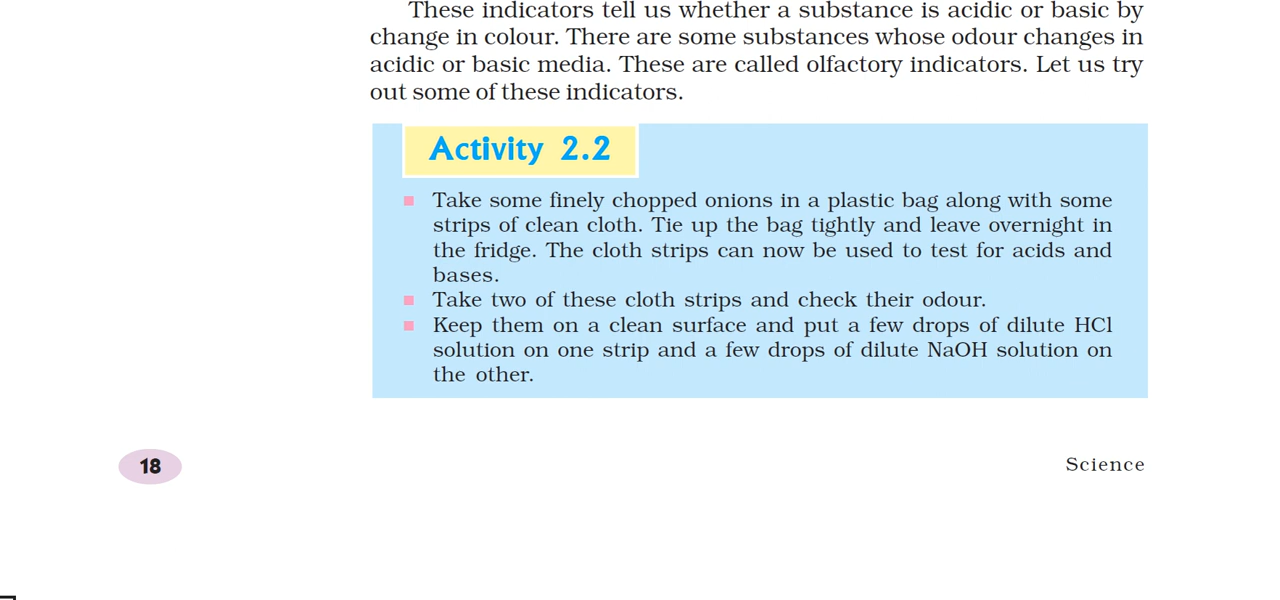 These indicators tell us whether a substance is acidic or basic by
change in colour. There are some substances whose odour changes in
acidic or basic media. These are called olfactory indicators. Let us try
out some of these indicators.
Activity 2.2
Take some finely chopped onions in a plastic bag along with some
strips of clean cloth. Tie up the bag tightly and leave overnight in
the fridge. The cloth strips can now be used to test for acids and
bases.
Take two of these cloth strips and check their odour.
Keep them on a clean surface and put a few drops of dilute HCl
solution on one strip and a few drops of dilute NaOH solution on
the other.
18
Science